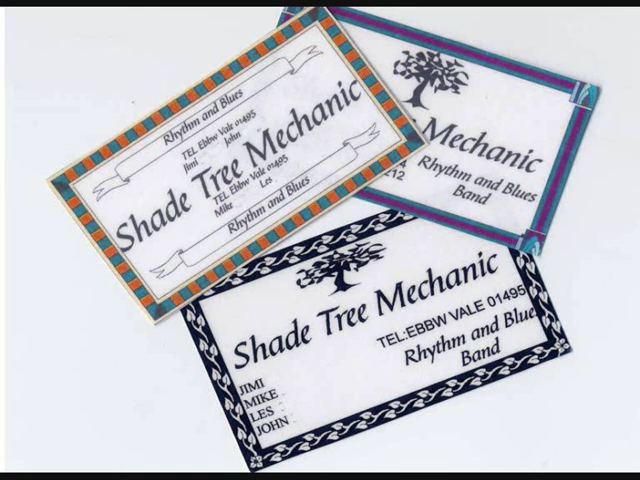 Rhythm and Blues
TEL Ebbw Vale 01495
Jimi John
Shade Tree Mechanic
TEL Ebbw Vale 01495
Mike Les
Rhythm and Blues
Mechanic
Rhythm and Blues
212
Band
Shade Tree Mechanic
TEL:EBBW VALE 01495
Rhythm and Blue
Band
JIMI
MIKE
LES
JOHN